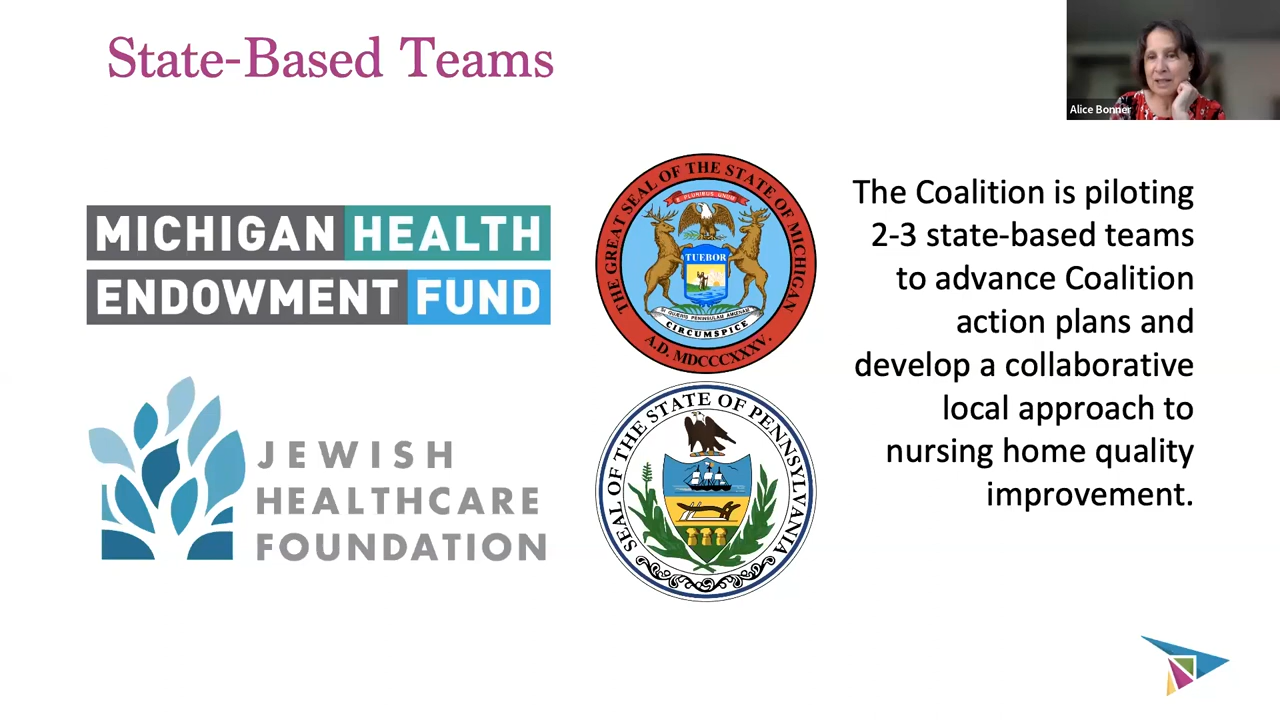 State-Based Teams
Alice Bonner
MICHIGAN HEALTH
ENDOWMENT FUND
THE GREAT SEAL OF THE STATE OF MICHIGAN
E PLURIBUS UNUM
TUEBOR
SI QUÆRIS PENINSULAM AMŒNAM
CIRCUMSPICE
A.D. MDCCCXXXV.
JEWISH
HEALTHCARE
FOUNDATION
SEAL OF THE STATE OF PENNSYLVANIA
The Coalition is piloting
2-3 state-based teams
to advance Coalition
action plans and
develop a collaborative
local approach to
nursing home quality
improvement.